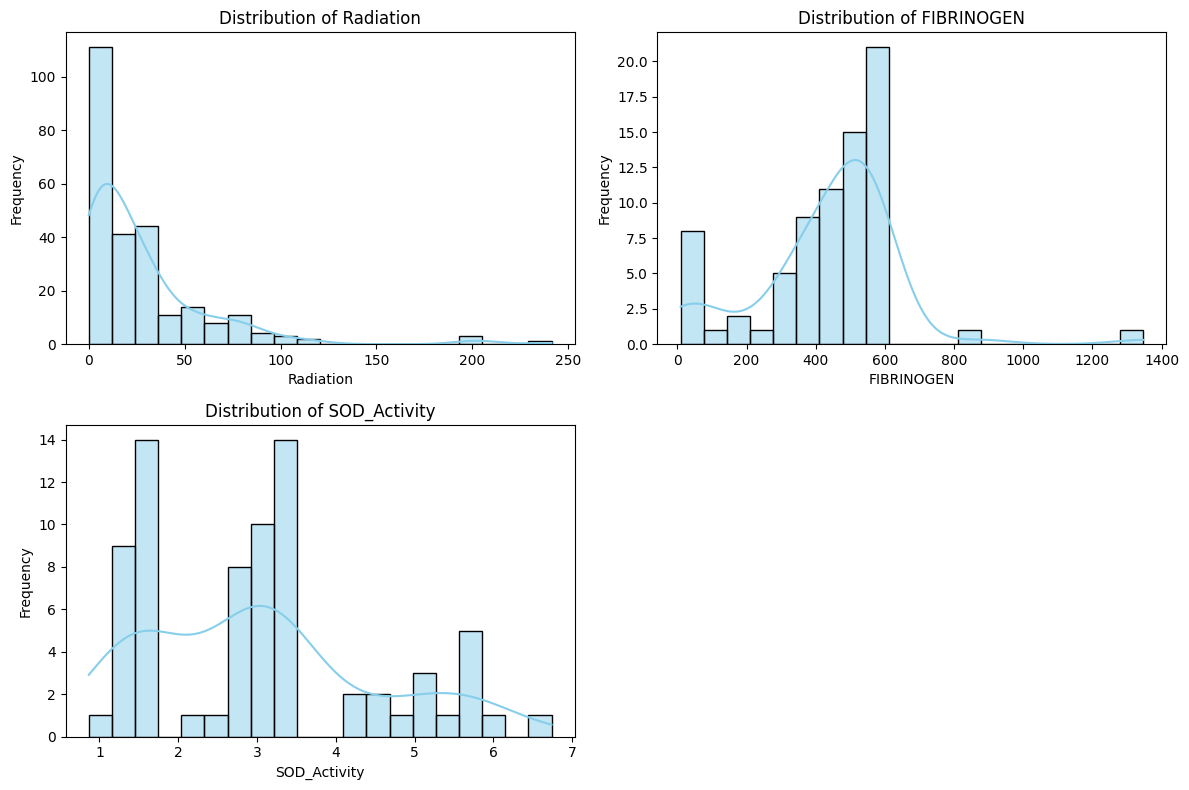 Distribution of Radiation
Frequency
100
80
60
40
20
0
0 50 100 150 200 250
Radiation
Distribution of FIBRINOGEN
Frequency
20.0
17.5
15.0
12.5
10.0
7.5
5.0
2.5
0.0
0 200 400 600 800 1000 1200 1400
FIBRINOGEN
Distribution of SOD_Activity
Frequency
14
12
10
8
6
4
2
0
1 2 3 4 5 6 7
SOD_Activity